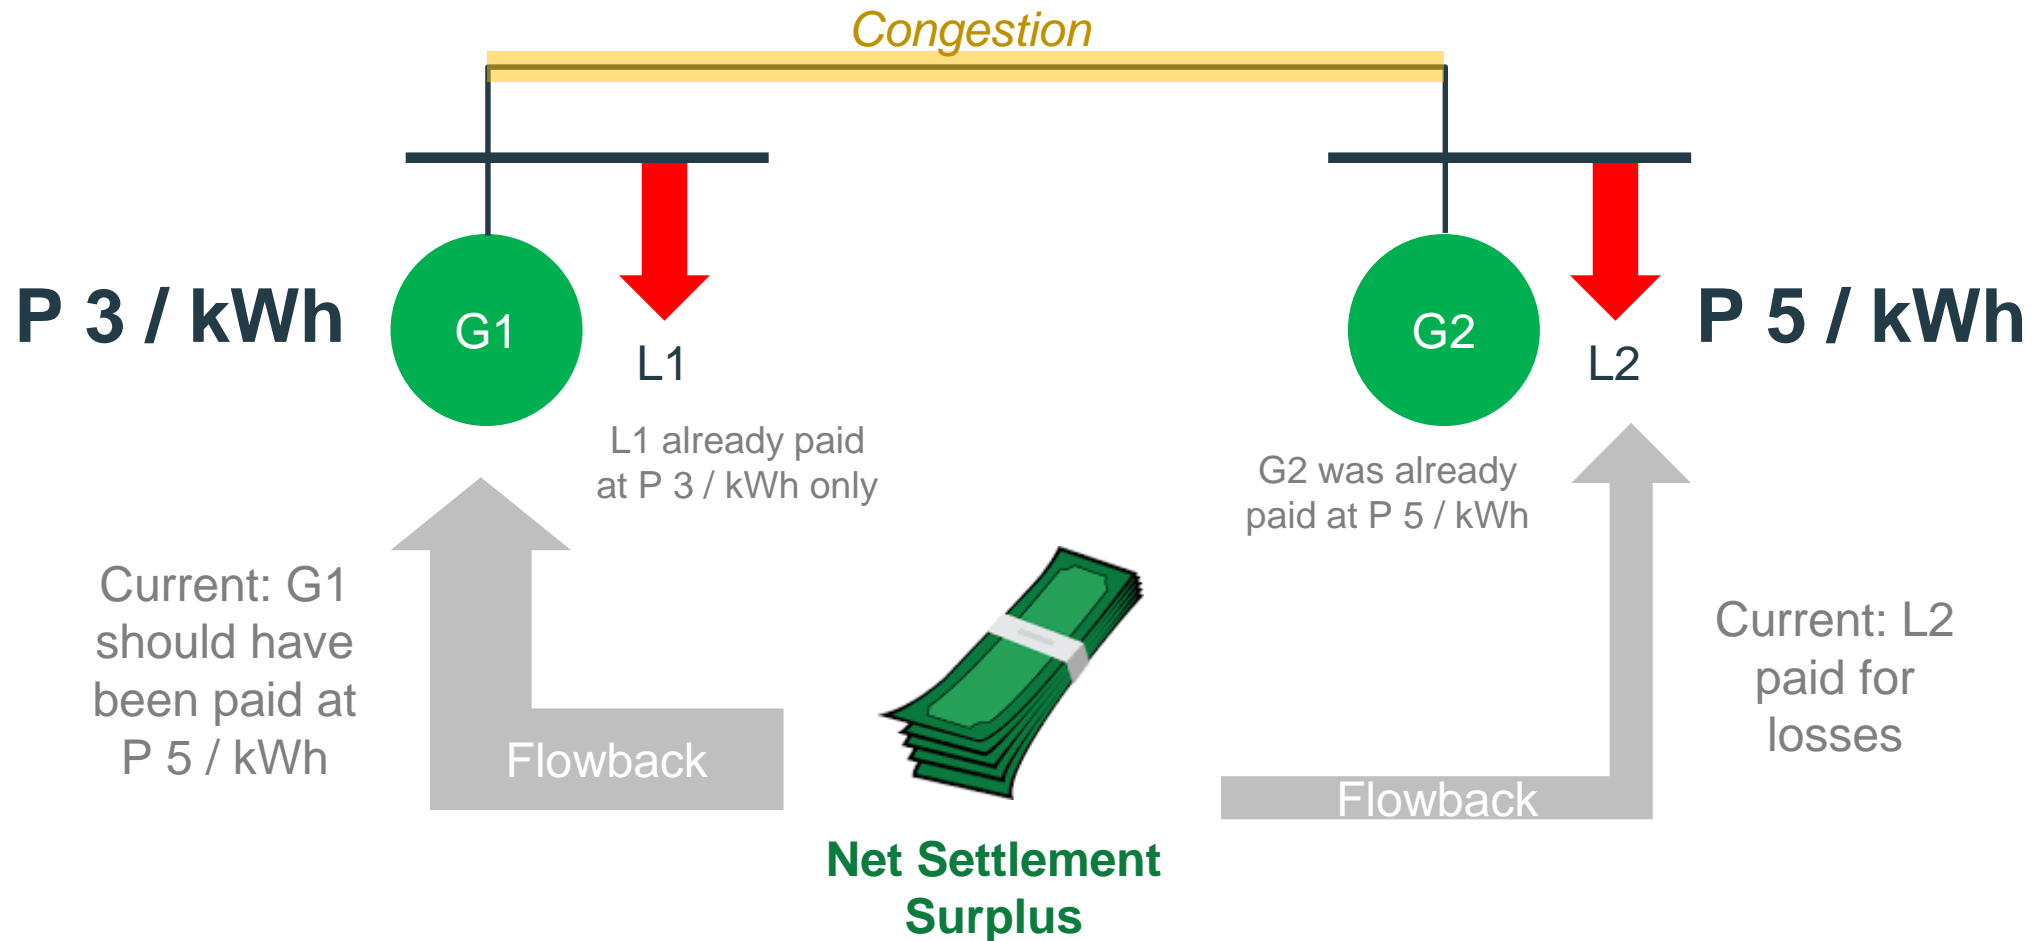 Congestion
P 3 / kWh
G1
L1
G2
L2
P 5 / kWh
L1 already paid
at P 3 / kWh only
G2 was already
paid at P 5 / kWh
Current: G1
should have
been paid at
P 5 / kWh
Flowback
Flowback
Current: L2
paid for
losses
Net Settlement
Surplus